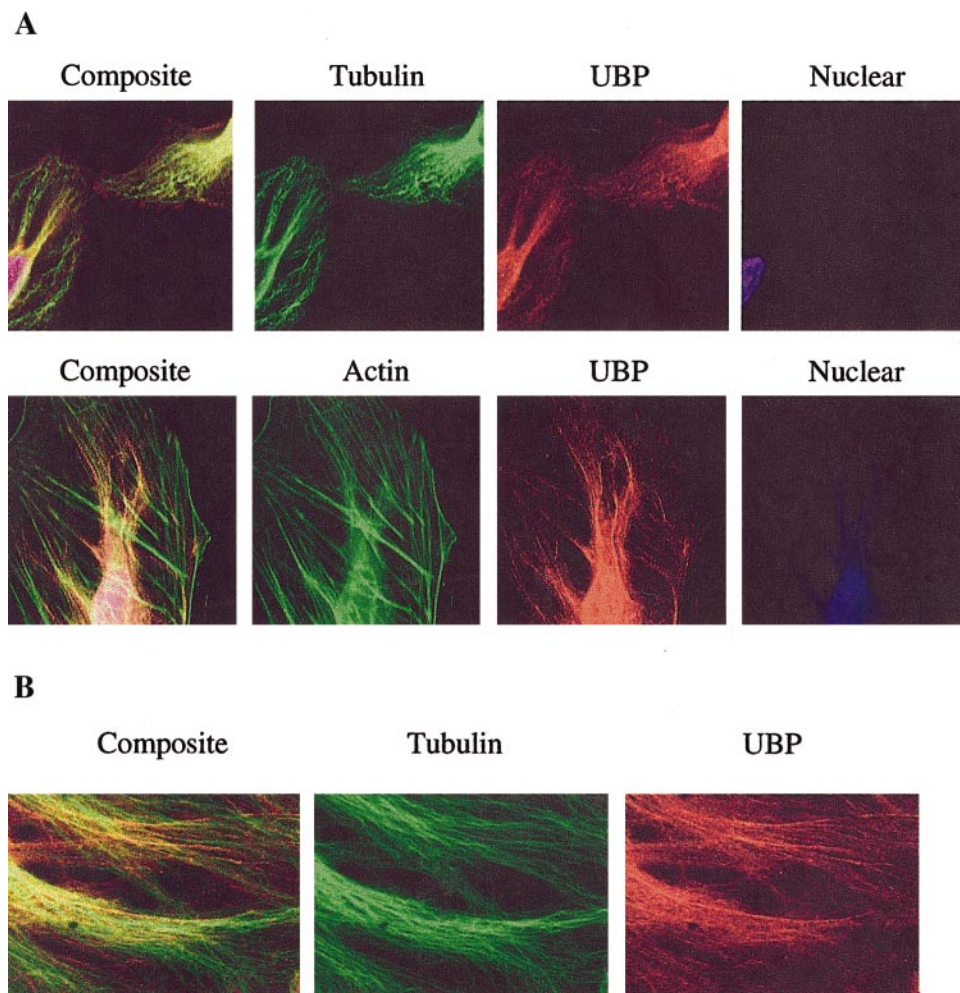 A
Composite Tubulin UBP Nuclear
Composite Actin UBP Nuclear
B
Composite Tubulin UBP